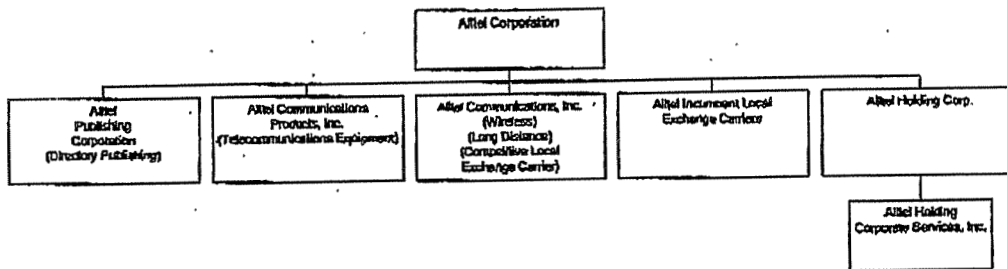 Alltel Corporation
Alltel
Publishing
Corporation
(Directory Publishing)
Alltel Communications
Products, Inc.
(Telecommunications Equipment)
Alltel Communications, Inc.
(Wireless)
(Long Distance)
(Competitive Local
Exchange Carrier)
Alltel Incumbent Local
Exchange Carriers
Alltel Holding Corp.
Alltel Holding
Corporate Services, Inc.